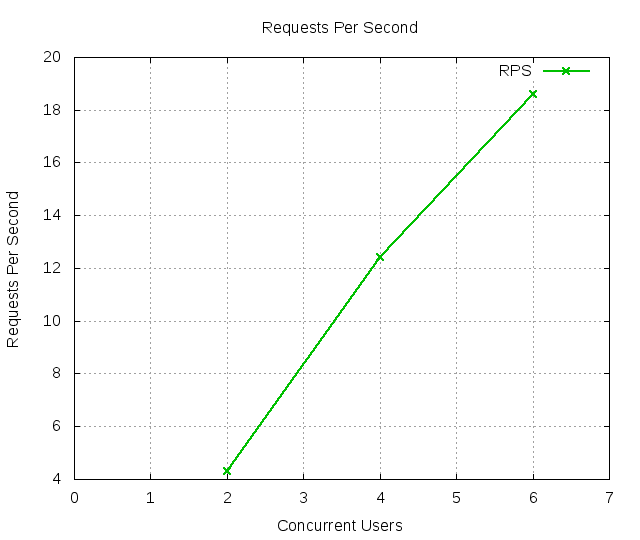 Requests Per Second
RPS
Requests Per Second
20
18
16
14
12
10
8
6
4
0 1 2 3 4 5 6 7
Concurrent Users